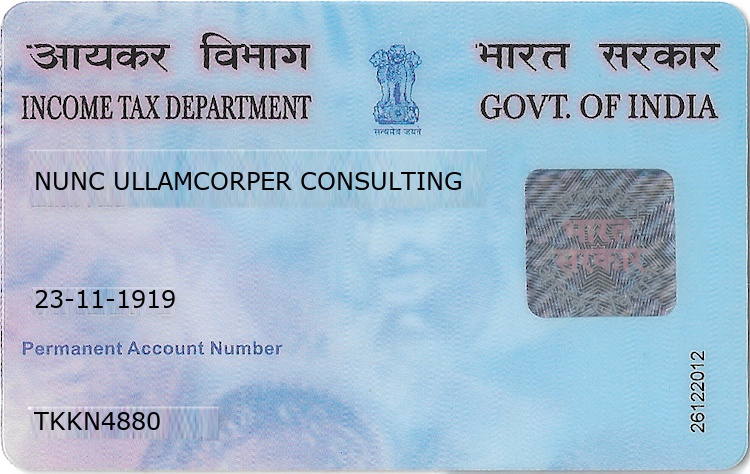 आयकर विभाग
भारत सरकार
INCOME TAX DEPARTMENT
GOVT. OF INDIA
सत्यमेव जयते
NUNC ULLAMCORPER CONSULTING
भारत
सरकार
23-11-1919
Permanent Account Number
26122012
TKKN4880